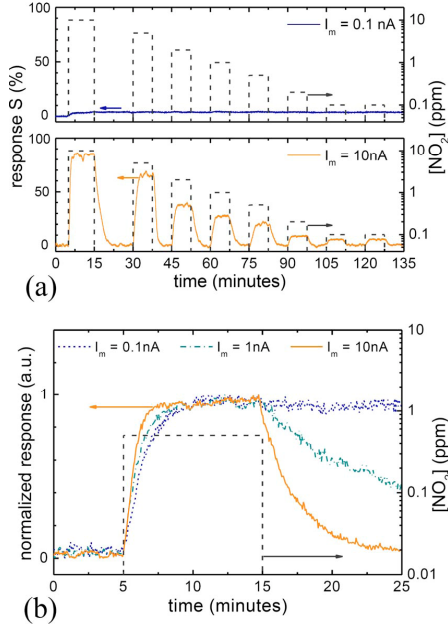 100
50
0
response S (%)
I_m = 0.1 nA
10
1
0.1
[NO₂] (ppm)
100
50
0
I_m = 10nA
10
1
0.1
0 15 30 45 60 75 90 105 120 135
time (minutes)
(a)
I_m = 0.1nA I_m = 1nA I_m = 10nA
normalized response (a.u.)
1
0
10
1
0.1
0.01
[NO₂] (ppm)
0 5 10 15 20 25
time (minutes)
(b)